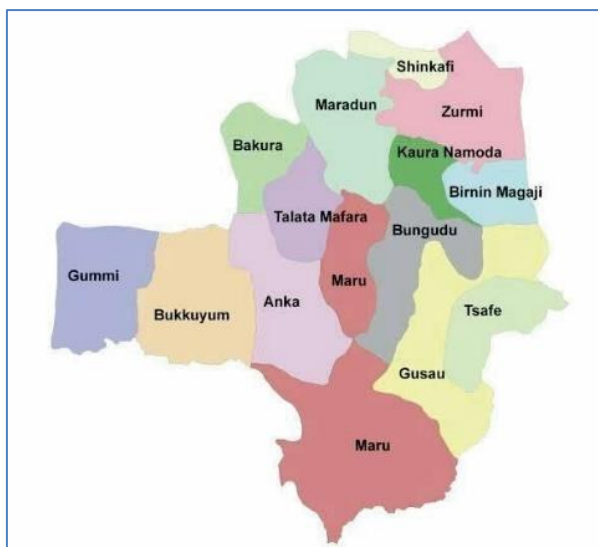 Shinkafi
Maradun
Zurmi
Bakura
Kaura Namoda
Birnin Magaji
Talata Mafara
Bungudu
Gummi
Bukkuyum
Anka
Maru
Tsafe
Gusau
Maru